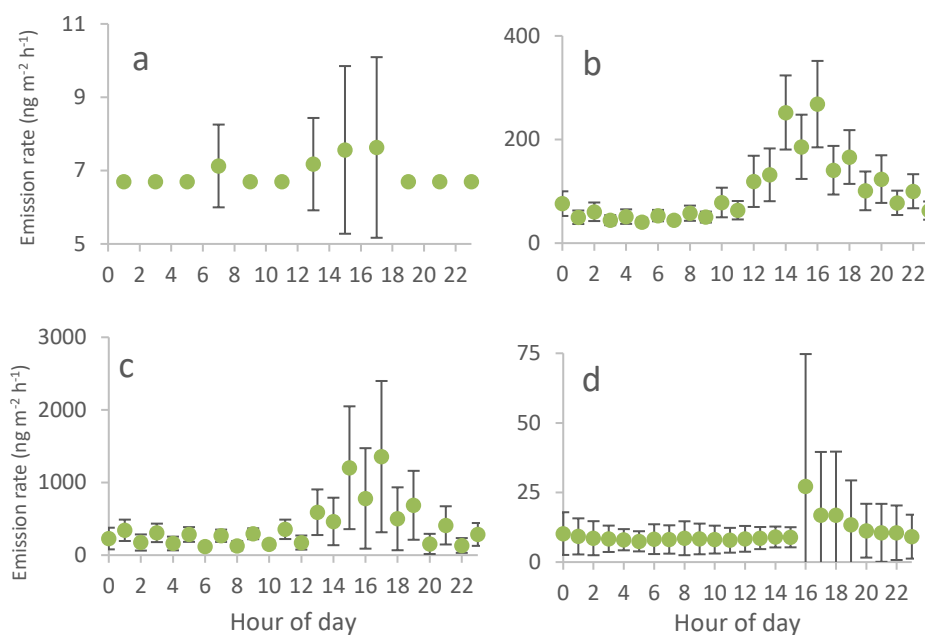 11
9
7
5
Emission rate (ng m⁻² h⁻¹)
a
0 2 4 6 8 10 12 14 16 18 20 22
400
200
0
b
0 2 4 6 8 10 12 14 16 18 20 22
3000
2000
1000
0
Emission rate (ng m⁻² h⁻¹)
c
0 2 4 6 8 10 12 14 16 18 20 22
Hour of day
75
50
25
0
d
0 2 4 6 8 10 12 14 16 18 20 22
Hour of day